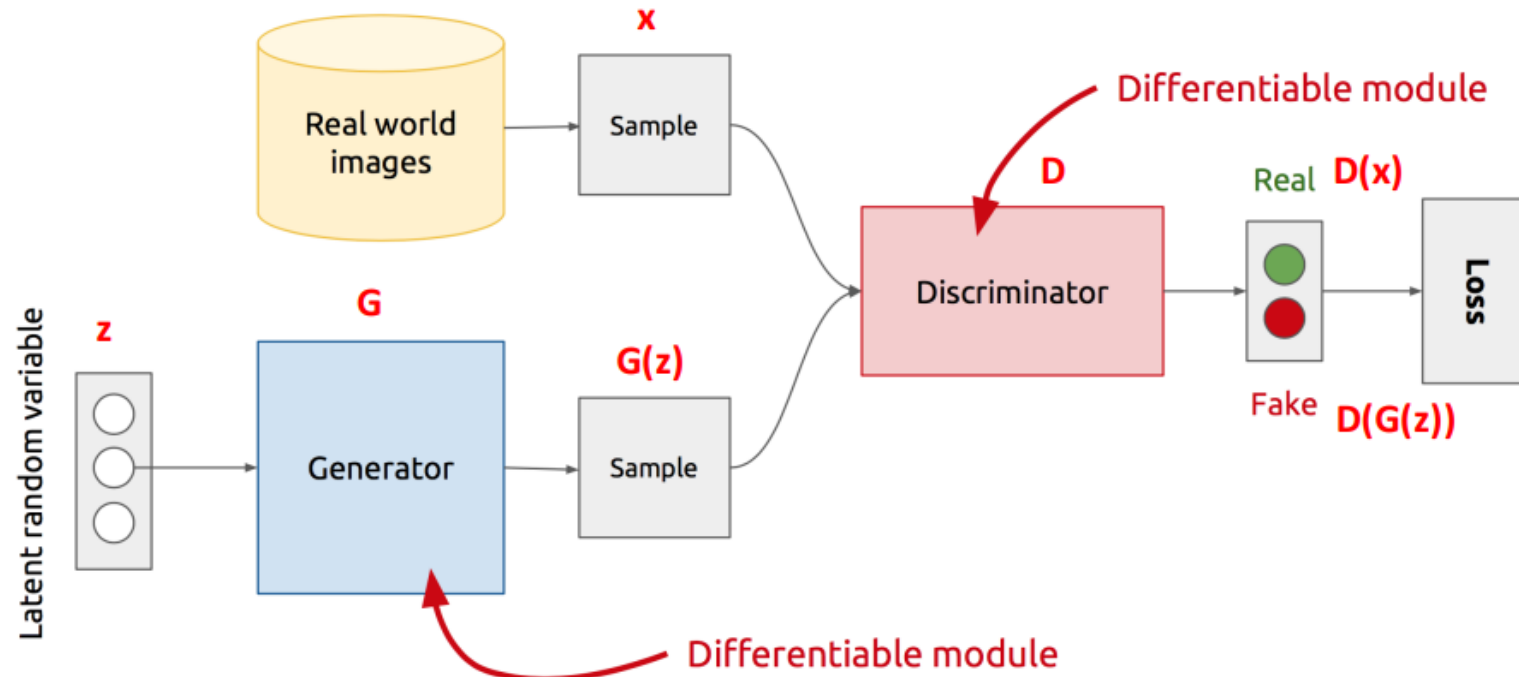 x
Real world
images
Sample
Differentiable module
D
Real
D(x)
Discriminator
Loss
Fake
D(G(z))
Latent random variable
z
G
Generator
G(z)
Sample
Differentiable module